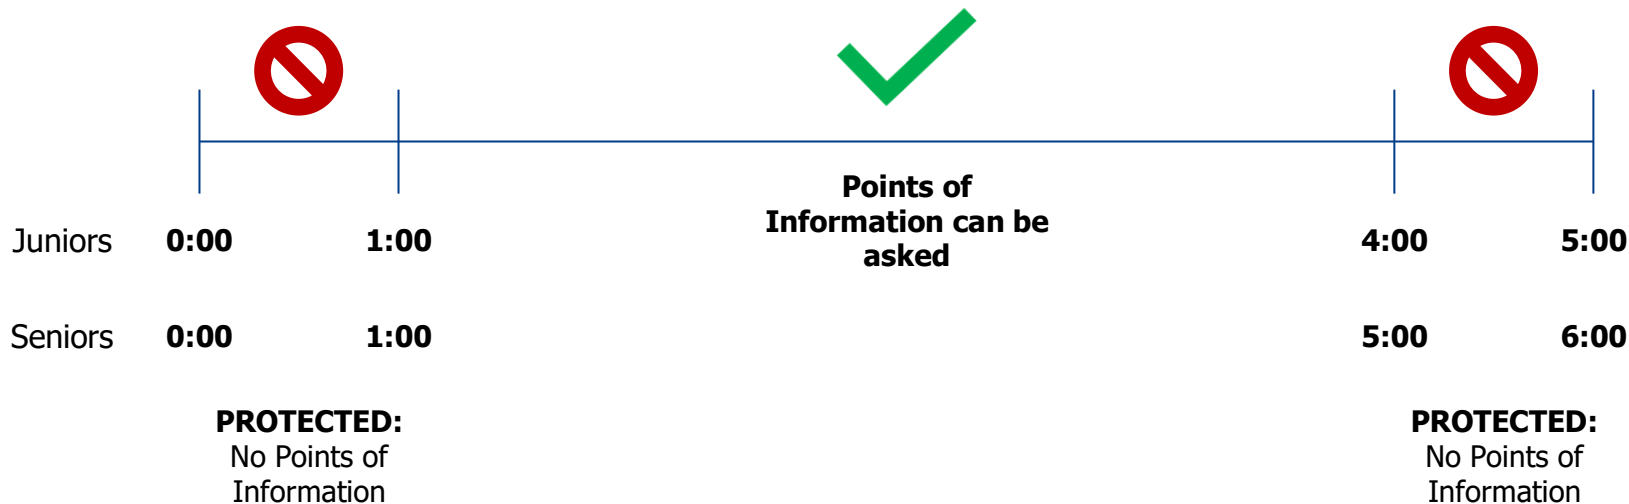 Points of
Information can be
asked
Juniors 0:00 1:00 4:00 5:00
Seniors 0:00 1:00 5:00 6:00
PROTECTED:
No Points of
Information
PROTECTED:
No Points of
Information